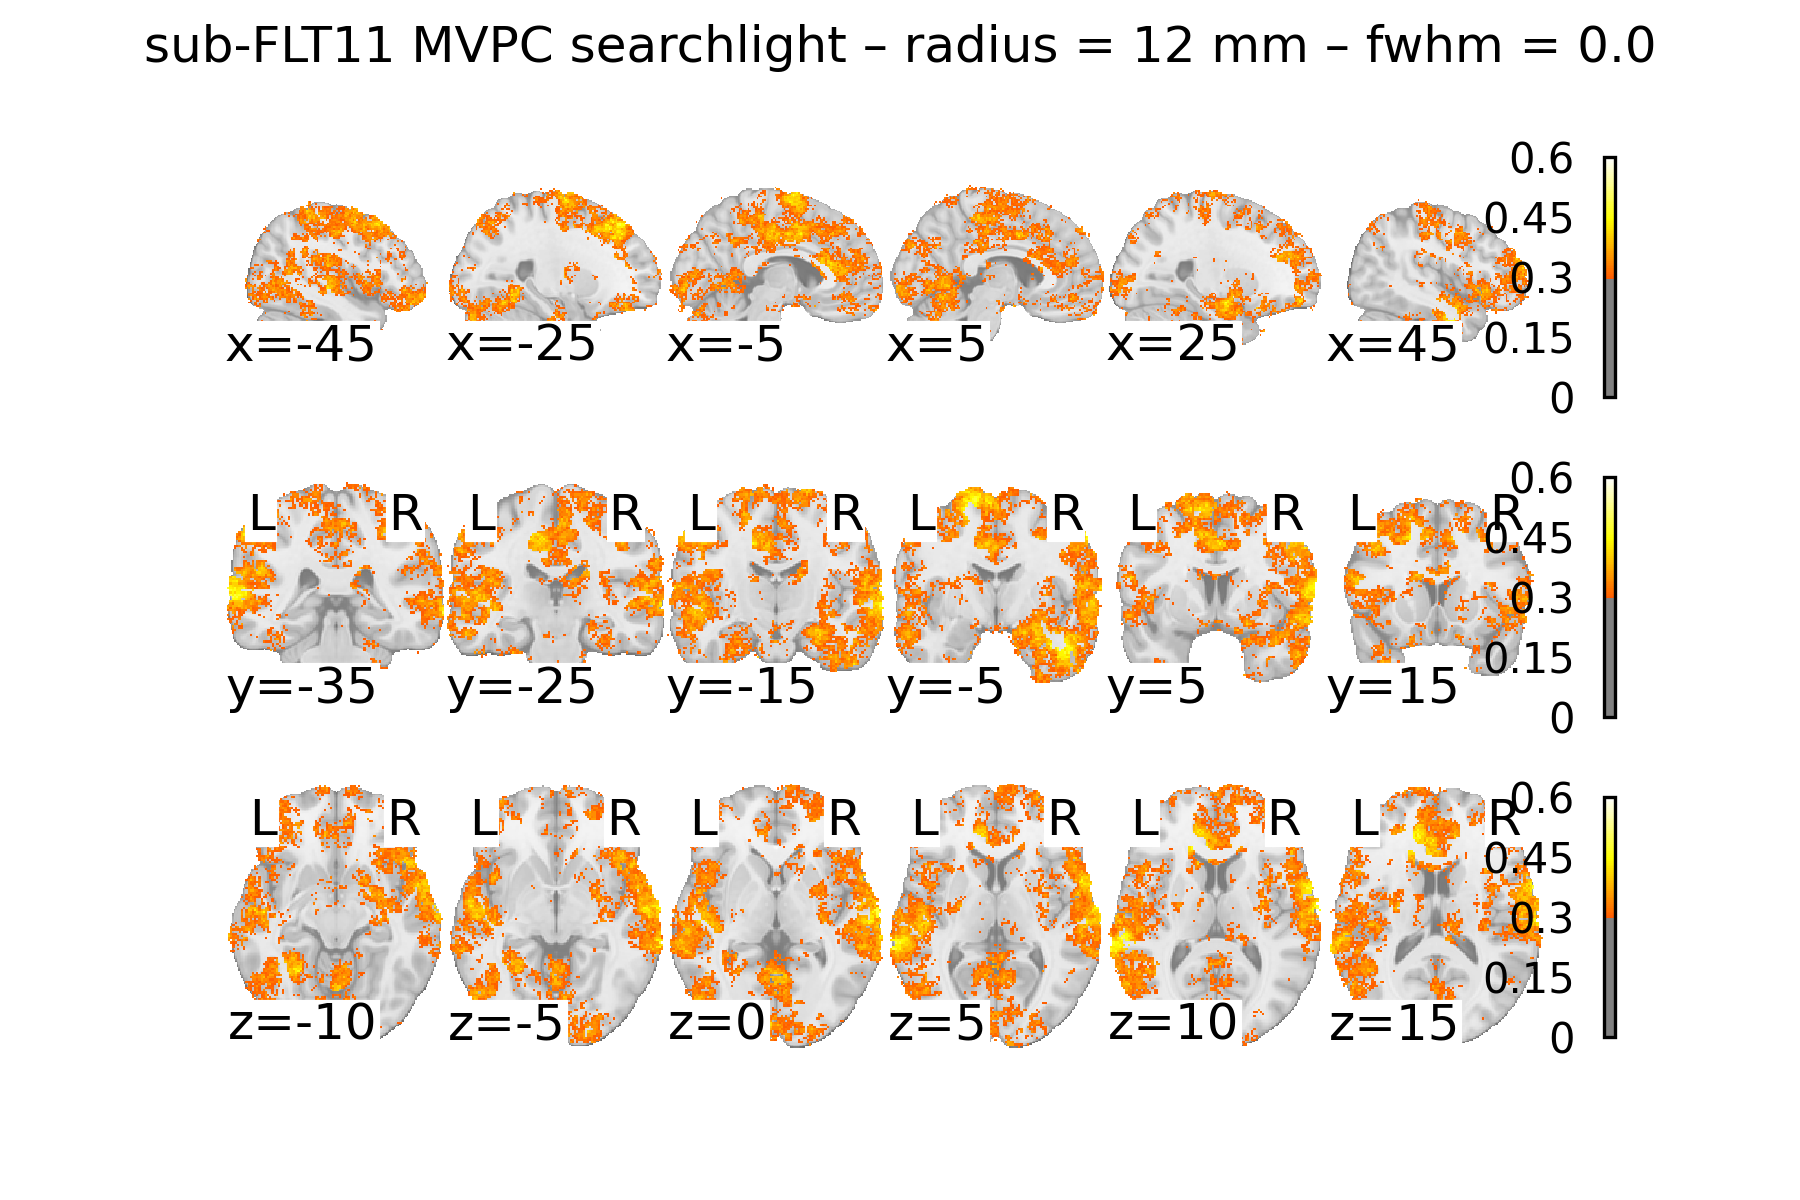 sub-FLT11 MVPC searchlight – radius = 12 mm – fwhm = 0.0
0.6
0.45
0.3
0.15
0
x=-45 x=-25 x=-5 x=5 x=25 x=45
L R L R L R L R L R L R
0.6
0.45
0.3
0.15
0
y=-35 y=-25 y=-15 y=-5 y=5 y=15
L R L R L R L R L R L R
0.6
0.45
0.3
0.15
0
z=-10 z=-5 z=0 z=5 z=10 z=15